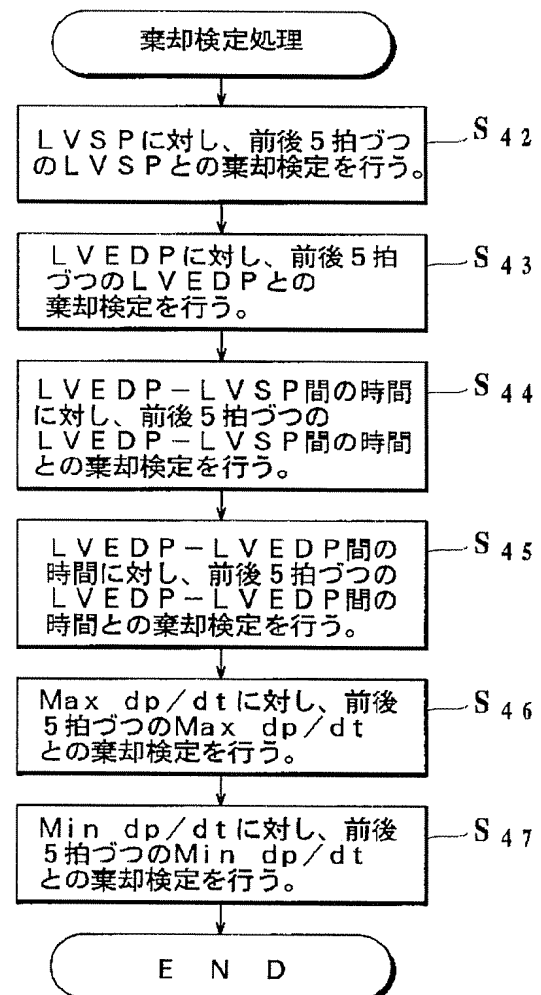 棄却検定処理
LVSPに対し、前後5拍づつ
のLVSPとの棄却検定を行う。
S42
LVEDPに対し、前後5拍
づつのLVEDPとの
棄却検定を行う。
S43
LVEDP－LVSP間の時間
に対し、前後5拍づつの
LVEDP－LVSP間の時間
との棄却検定を行う。
S44
LVEDP－LVEDP間の
時間に対し、前後5拍づつの
LVEDP－LVEDP間の
時間との棄却検定を行う。
S45
Max dp/dtに対し、前後
5拍づつのMax dp/dt
との棄却検定を行う。
S46
Min dp/dtに対し、前後
5拍づつのMin dp/dt
との棄却検定を行う。
S47
END